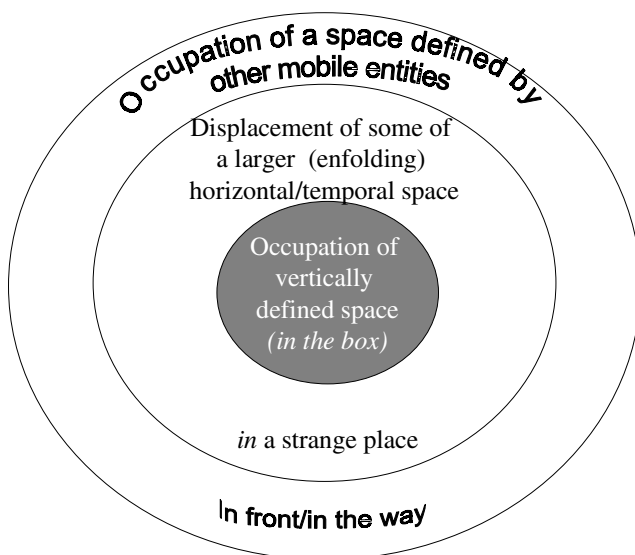 Occupation of a space defined by
other mobile entities
Displacement of some of
a larger (enfolding)
horizontal/temporal space
Occupation of
vertically
defined space
(in the box)
in a strange place
In front/in the way